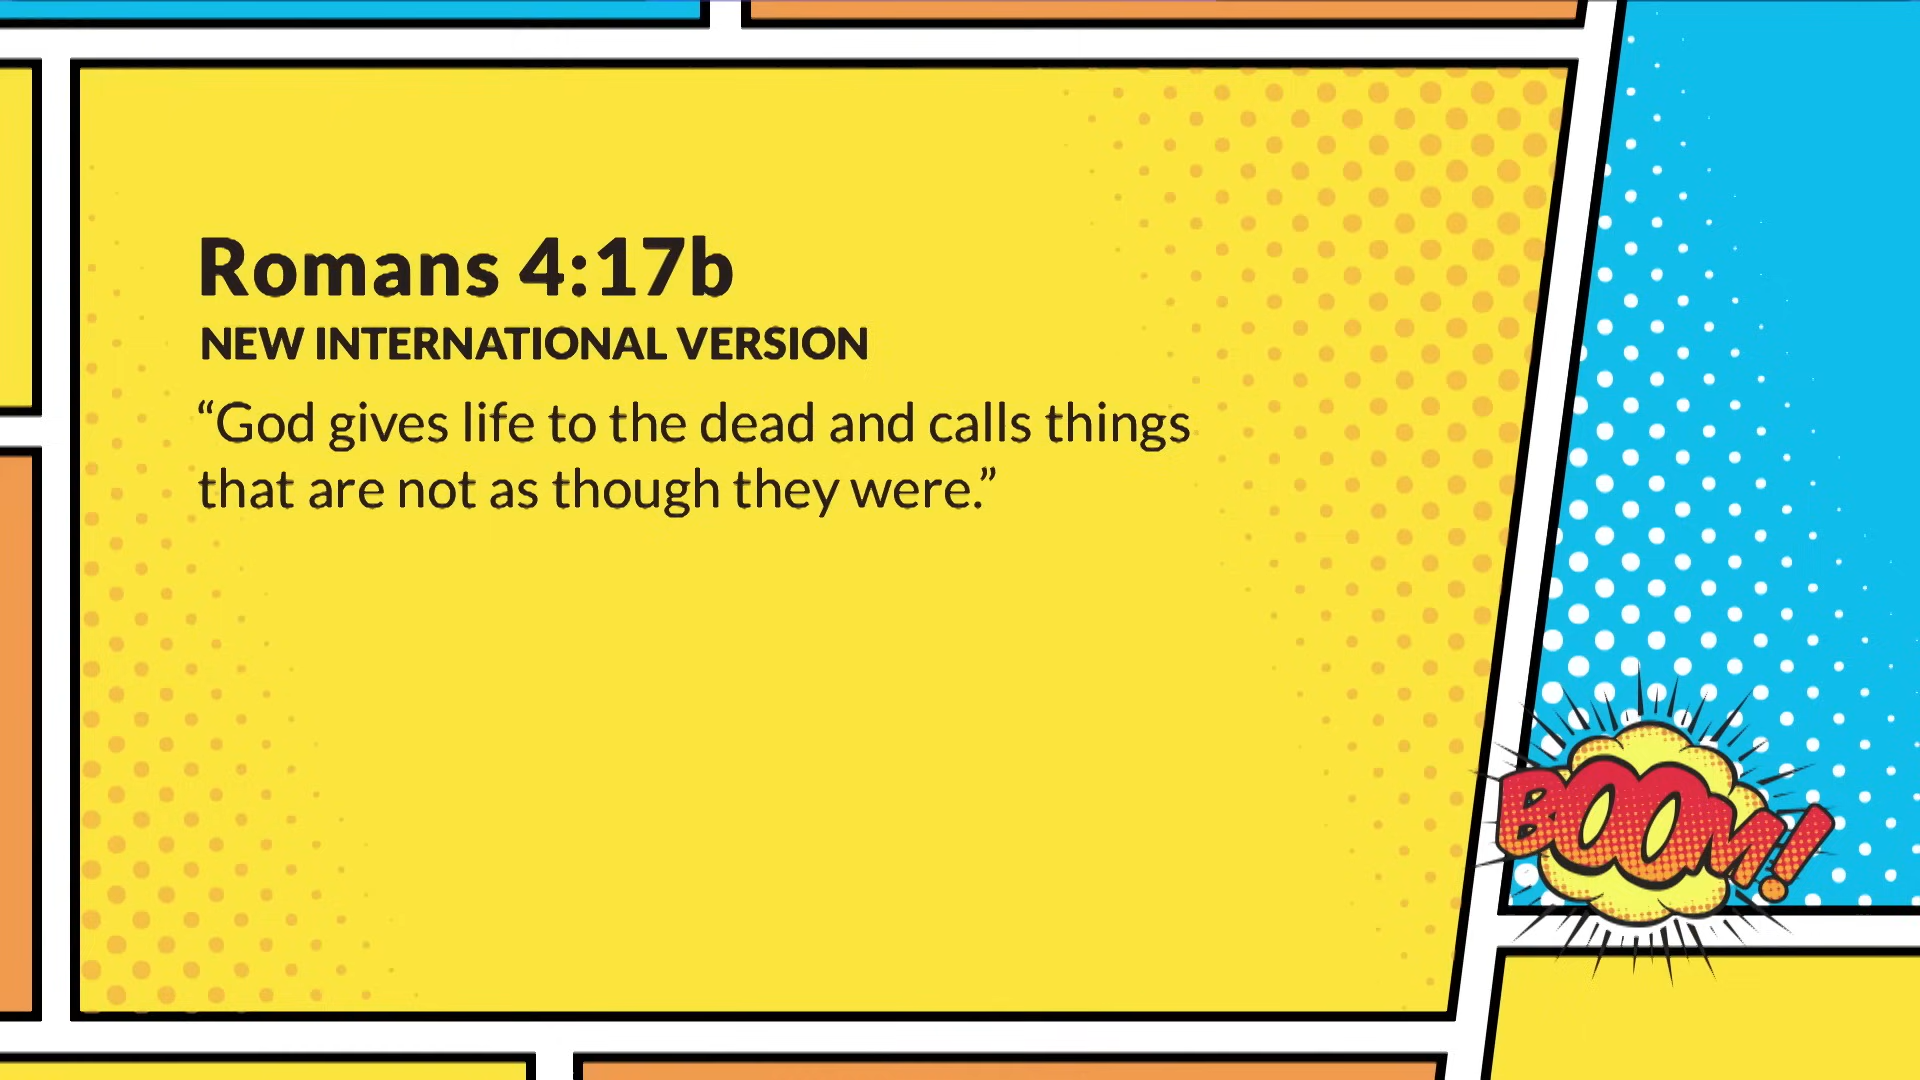 Romans 4:17b
NEW INTERNATIONAL VERSION
“God gives life to the dead and calls things
that are not as though they were.”
BOOM!